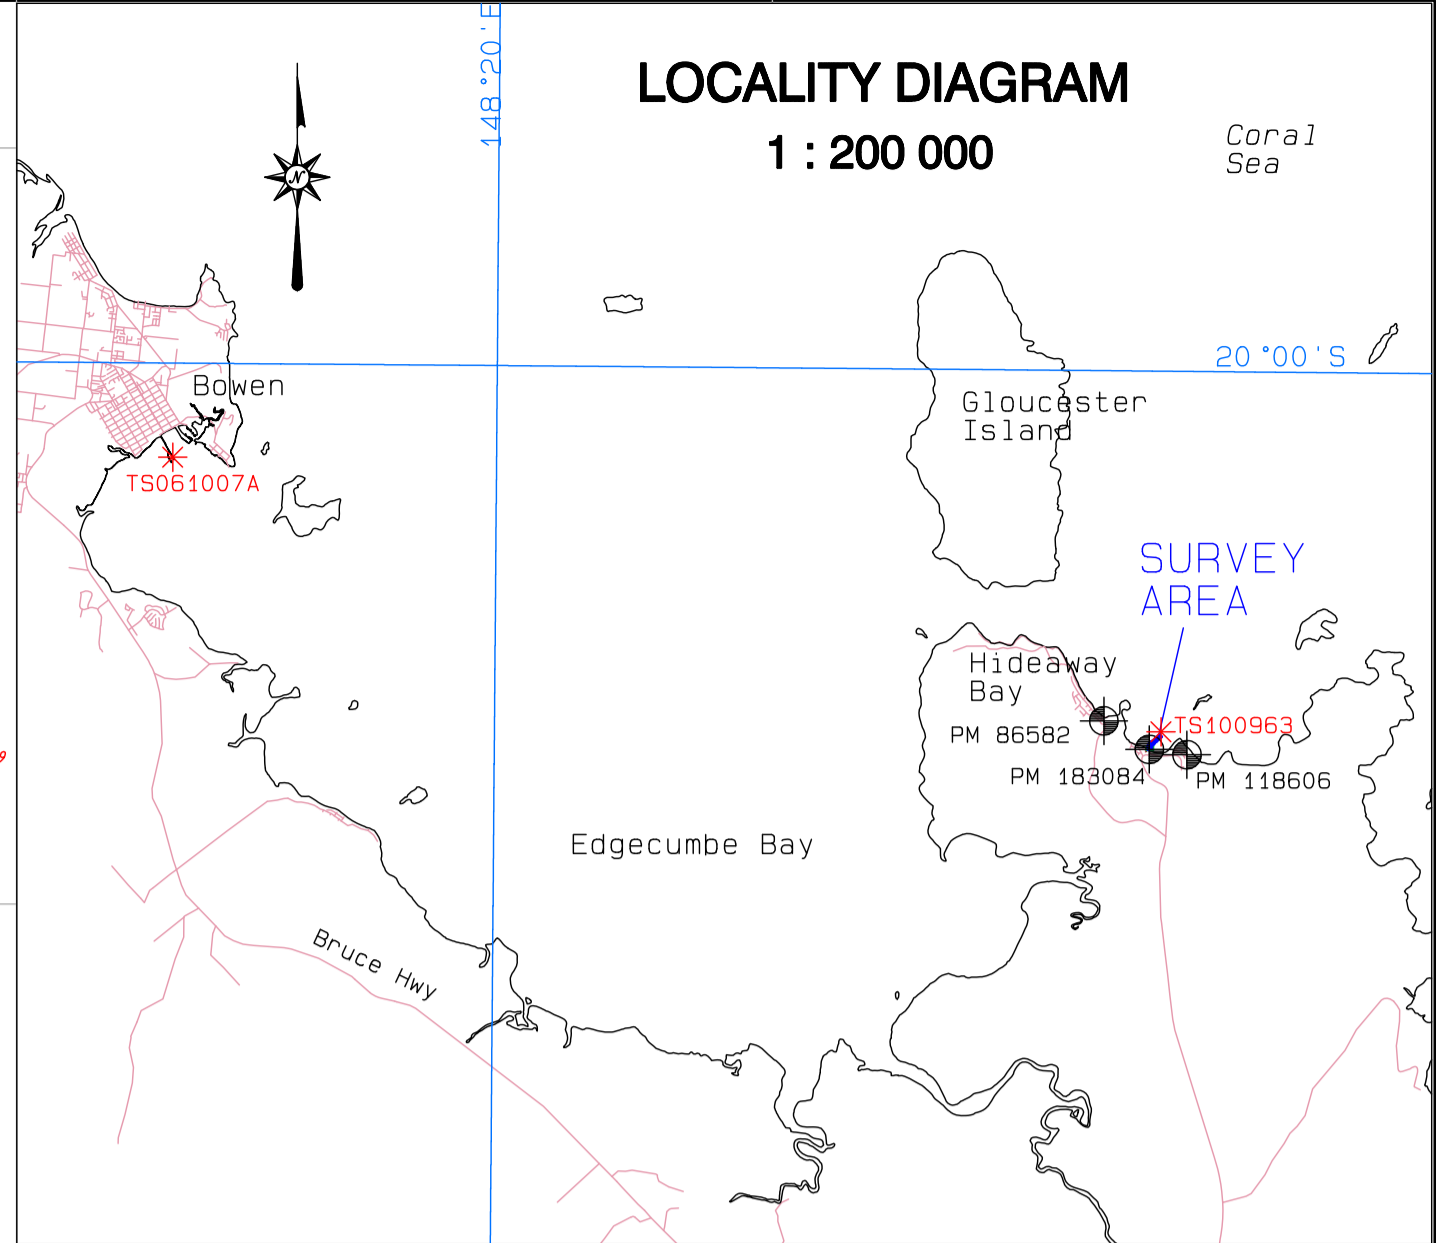 148°20'E
LOCALITY DIAGRAM
1 : 200 000
Coral
Sea
N
20°00'S
Bowen
Gloucester
Island
TS061007A
SURVEY
AREA
Hideaway
Bay
PM 86582
TS100963
PM 183084
PM 118606
9
Edgecumbe Bay
Bruce Hwy